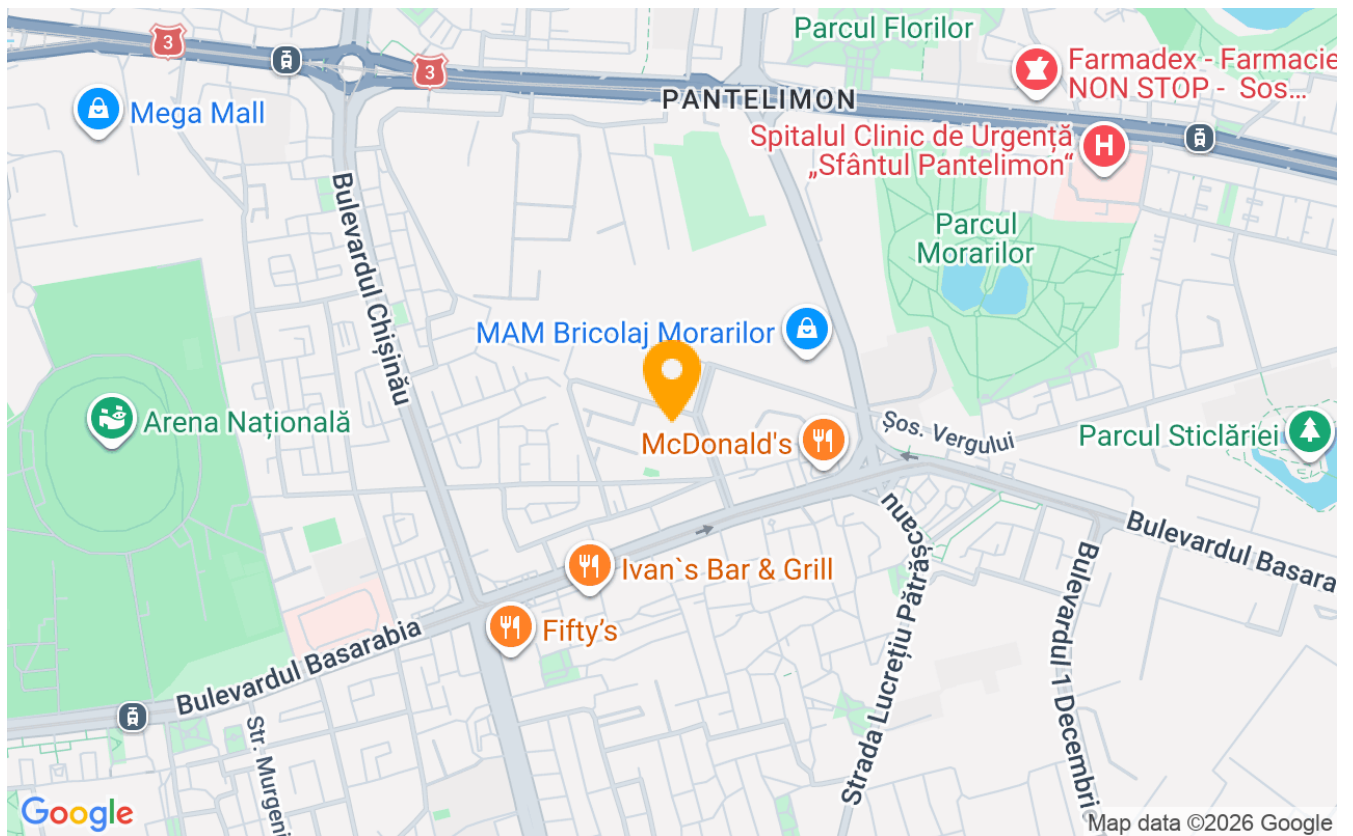 Parcul Florilor
3
3
Farmadex - Farmacie
NON STOP - Sos...
PANTELIMON
Mega Mall
Spitalul Clinic de Urgență
„Sfântul Pantelimon“
H
Bulevardul Chișinău
Parcul
Morarilor
MAM Bricolaj Morarilor
Arena Națională
McDonald's
Șos. Vergului
Parcul Sticlăriei
Strada Lucrețiu Pătrășcanu
Bulevardul Basara
Ivan`s Bar & Grill
Bulevardul 1 Decembrie
Fifty’s
Bulevardul Basarabia
Str. Murgeni
Google
Map data ©2026 Google